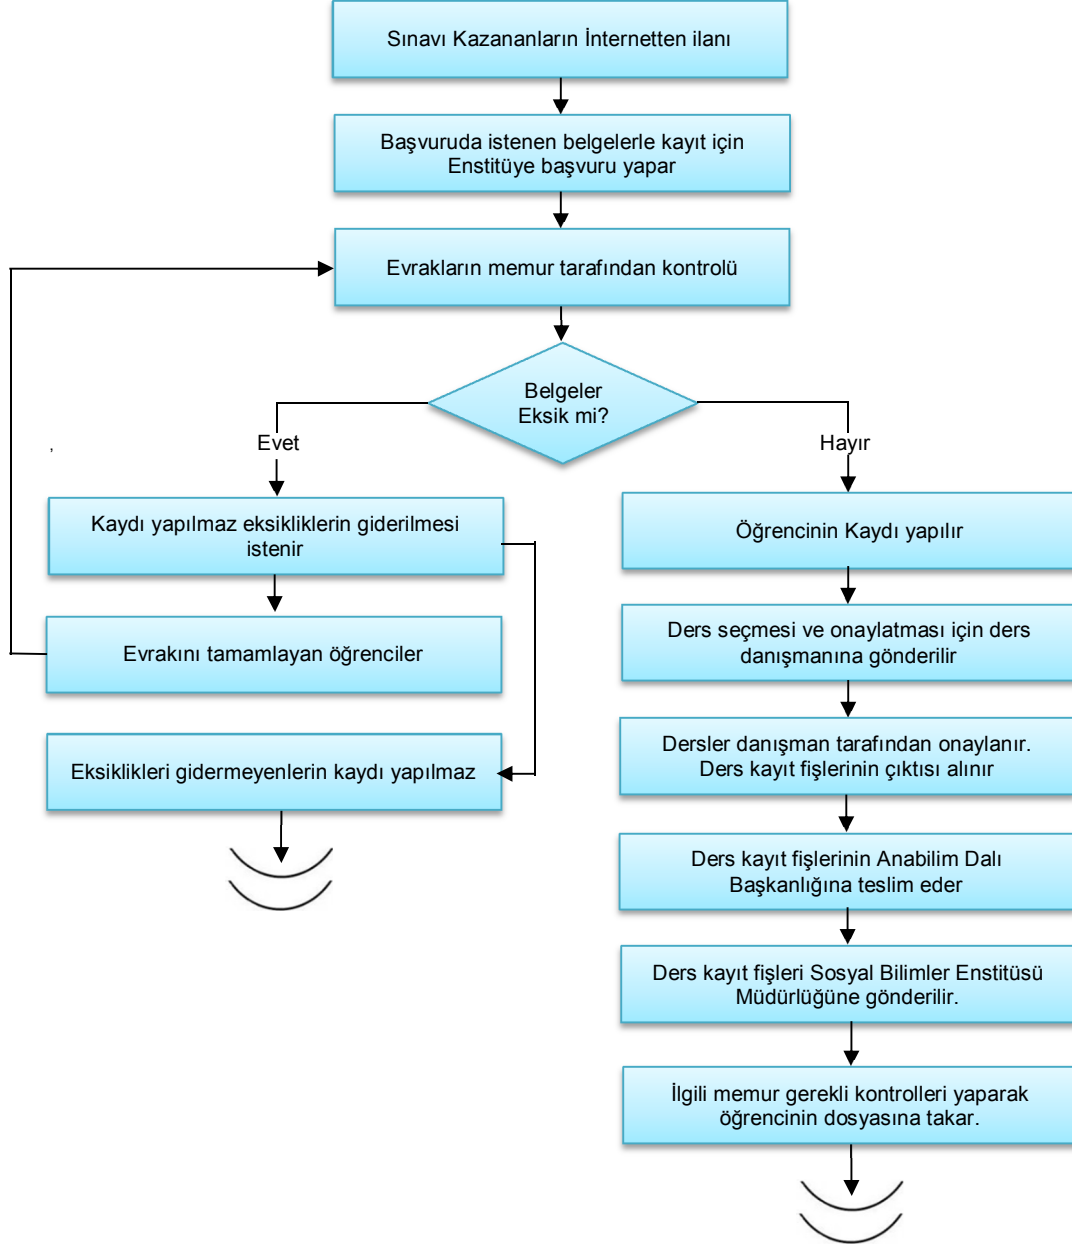 Sınavı Kazananların İnternetten ilanı
Başvuruda istenen belgelerle kayıt için
Enstitüye başvuru yapar
Evrakların memur tarafından kontrolü
Belgeler
Eksik mi?
Evet
Hayır
,
Kaydı yapılmaz eksikliklerin giderilmesi
istenir
Evrakını tamamlayan öğrenciler
Eksiklikleri gidermeyenlerin kaydı yapılmaz
Öğrencinin Kaydı yapılır
Ders seçmesi ve onaylatması için ders
danışmanına gönderilir
Dersler danışman tarafından onaylanır.
Ders kayıt fişlerinin çıktısı alınır
Ders kayıt fişlerinin Anabilim Dalı
Başkanlığına teslim eder
Ders kayıt fişleri Sosyal Bilimler Enstitüsü
Müdürlüğüne gönderilir.
İlgili memur gerekli kontrolleri yaparak
öğrencinin dosyasına takar.